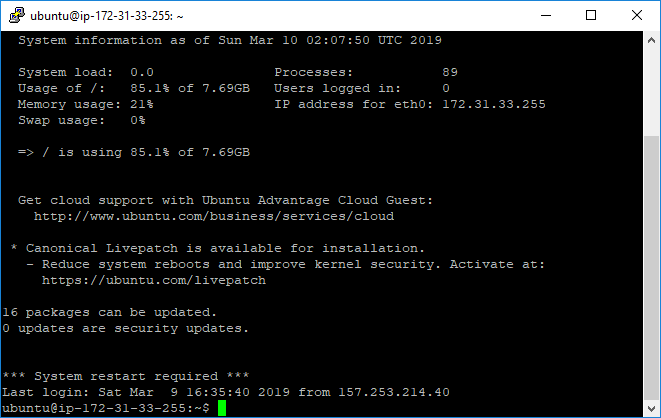 ubuntu@ip-172-31-33-255: ~
System information as of Sun Mar 10 02:07:50 UTC 2019
System load:  0.0               Processes:           89
Usage of /:   85.1% of 7.69GB   Users logged in:     0
Memory usage: 21%               IP address for eth0: 172.31.33.255
Swap usage:   0%
=> / is using 85.1% of 7.69GB
Get cloud support with Ubuntu Advantage Cloud Guest:
http://www.ubuntu.com/business/services/cloud
* Canonical Livepatch is available for installation.
- Reduce system reboots and improve kernel security. Activate at:
https://ubuntu.com/livepatch
16 packages can be updated.
0 updates are security updates.
*** System restart required ***
Last login: Sat Mar  9 16:35:40 2019 from 157.253.214.40
ubuntu@ip-172-31-33-255:~$